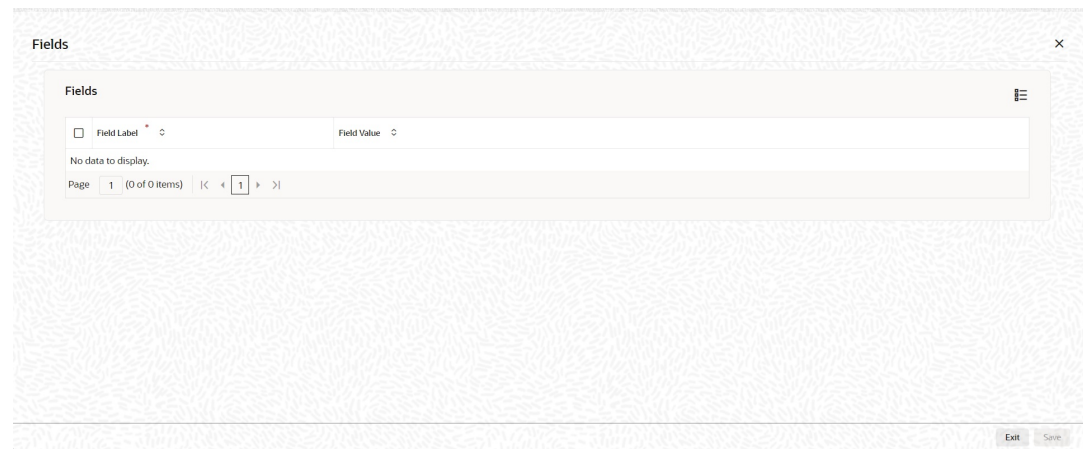 Fields
Fields
Field Label * Field Value
No data to display.
Page 1 (0 of 0 items) 1
Exit Save